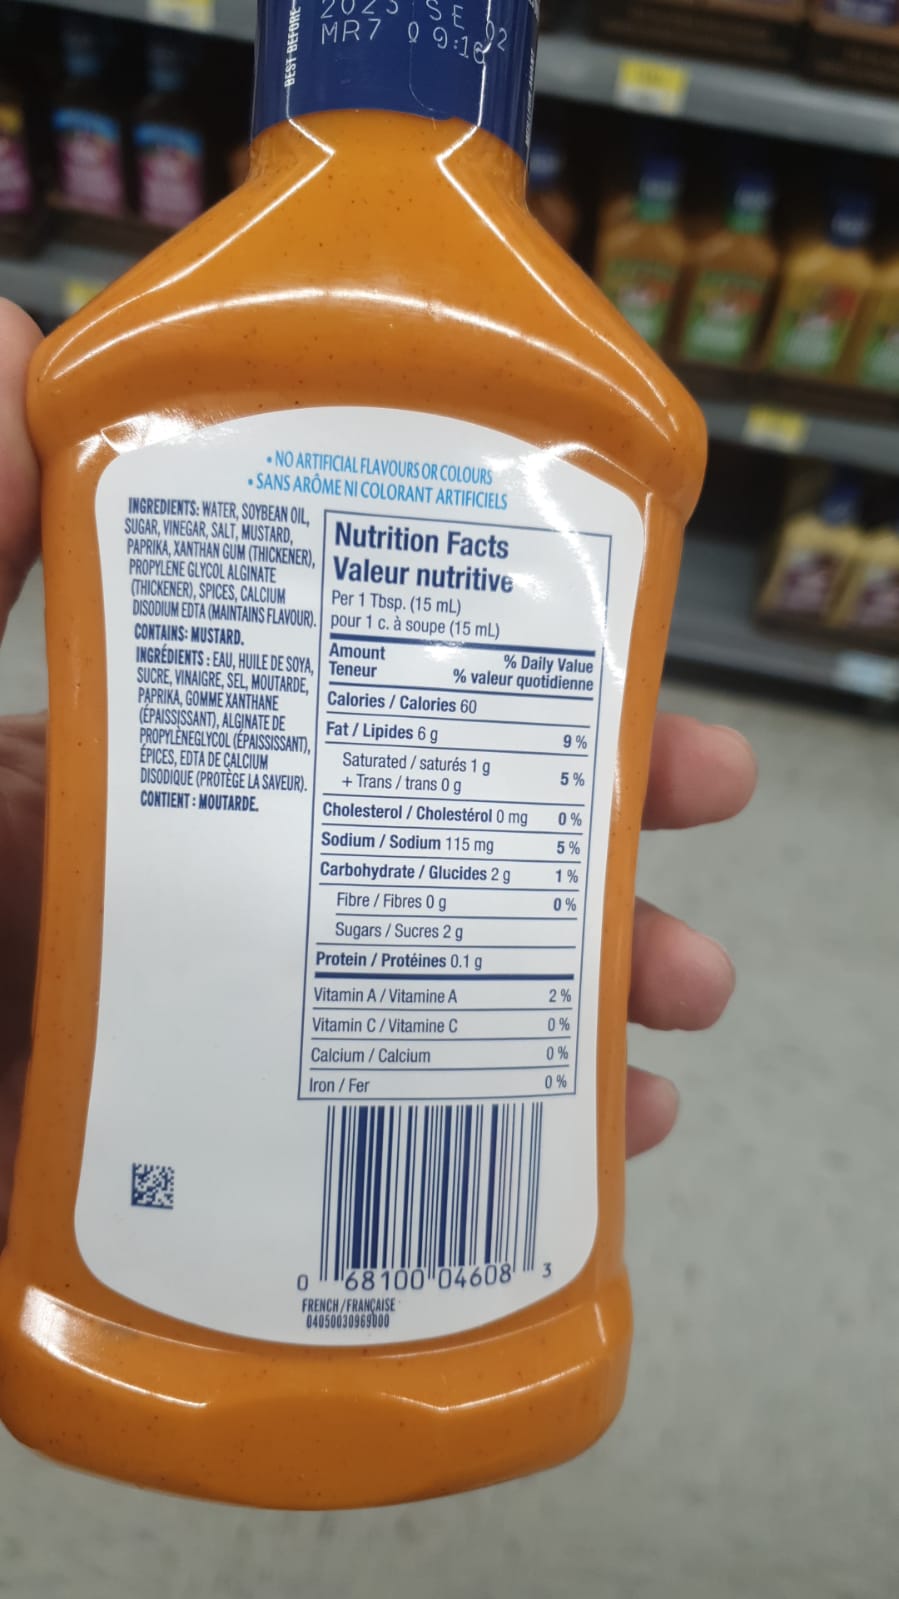 BEST BEFORE
2023 SE 02
MR7 0 09:16
• NO ARTIFICIAL FLAVOURS OR COLOURS
• SANS ARÔME NI COLORANT ARTIFICIELS
INGREDIENTS: WATER, SOYBEAN OIL,
SUGAR, VINEGAR, SALT, MUSTARD,
PAPRIKA, XANTHAN GUM (THICKENER),
PROPYLENE GLYCOL ALGINATE
(THICKENER), SPICES, CALCIUM
DISODIUM EDTA (MAINTAINS FLAVOUR).
CONTAINS: MUSTARD.
INGRÉDIENTS : EAU, HUILE DE SOYA,
SUCRE, VINAIGRE, SEL, MOUTARDE,
PAPRIKA, GOMME XANTHANE
(ÉPAISSISSANT), ALGINATE DE
PROPYLÈNEGLYCOL (ÉPAISSISSANT),
ÉPICES, EDTA DE CALCIUM
DISODIQUE (PROTÈGE LA SAVEUR).
CONTIENT : MOUTARDE.
Nutrition Facts
Valeur nutritive
Per 1 Tbsp. (15 mL)
pour 1 c. à soupe (15 mL)
Amount % Daily Value
Teneur % valeur quotidienne
Calories / Calories 60
Fat / Lipides 6 g 9 %
Saturated / saturés 1 g
+ Trans / trans 0 g 5 %
Cholesterol / Cholestérol 0 mg 0 %
Sodium / Sodium 115 mg 5 %
Carbohydrate / Glucides 2 g 1 %
Fibre / Fibres 0 g 0 %
Sugars / Sucres 2 g
Protein / Protéines 0.1 g
Vitamin A / Vitamine A 2 %
Vitamin C / Vitamine C 0 %
Calcium / Calcium 0 %
Iron / Fer 0 %
0 68100 04608 3
FRENCH / FRANÇAISE
04050030969000